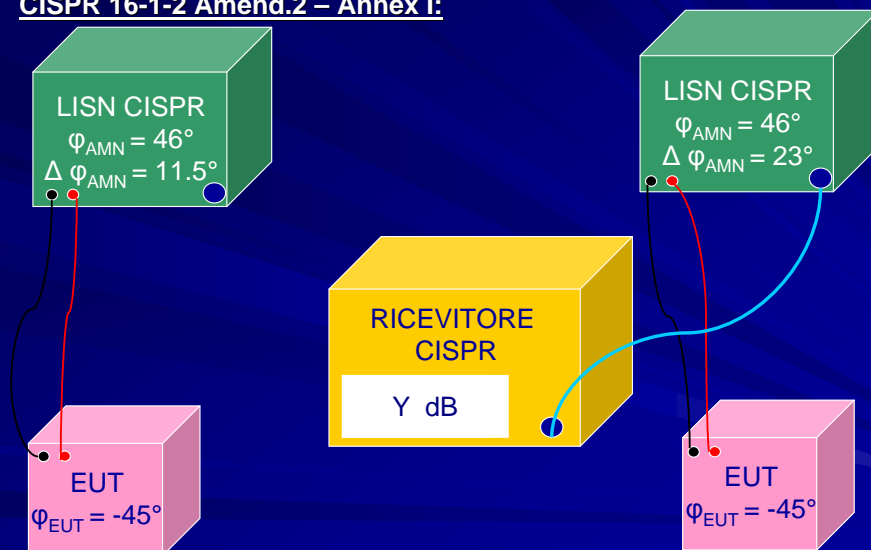 CISPR 16-1-2 Amend.2 – Annex I:
LISN CISPR
φAMN = 46°
Δ φAMN = 11.5°
LISN CISPR
φAMN = 46°
Δ φAMN = 23°
RICEVITORE
CISPR
Y dB
EUT
φEUT = -45°
EUT
φEUT = -45°